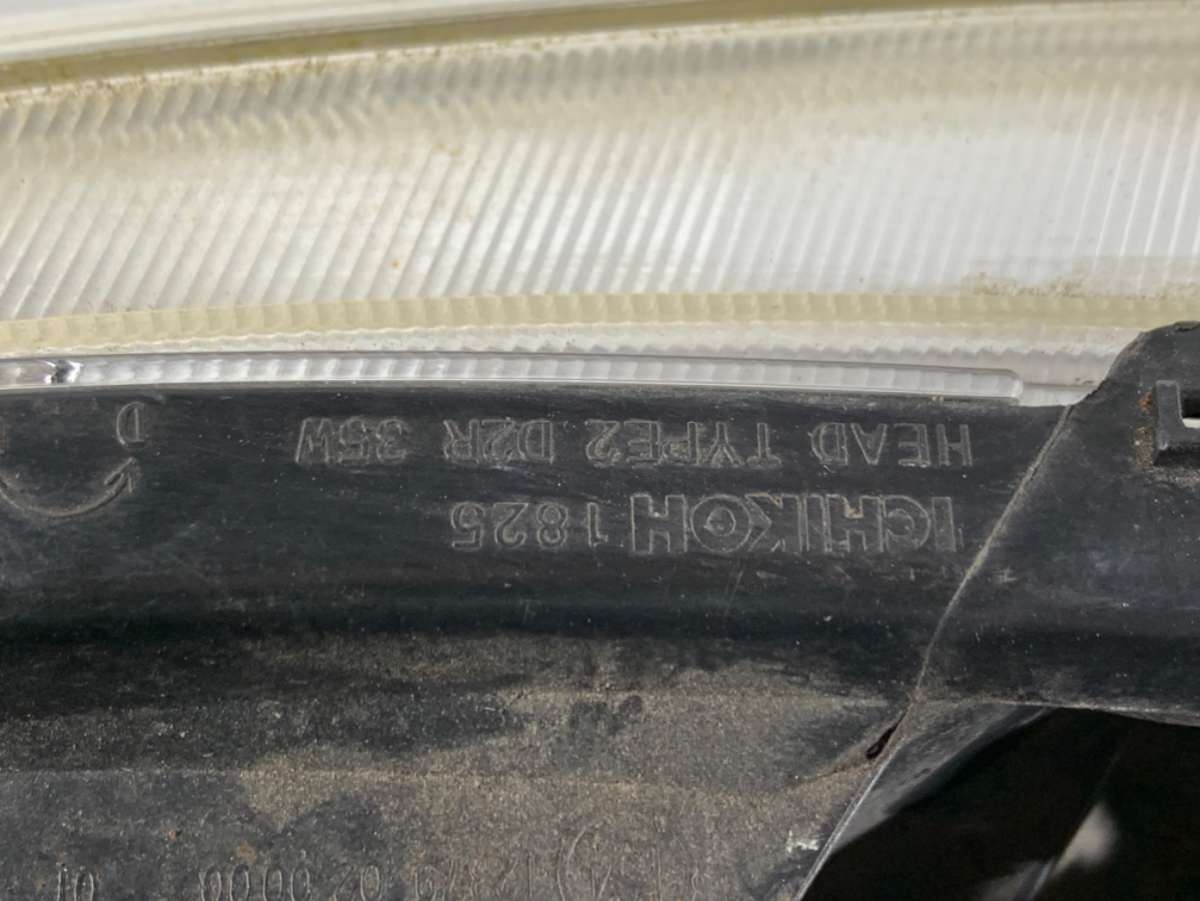 ICHIKOH 1825
HEAD TYPE2 D2R 35W
D